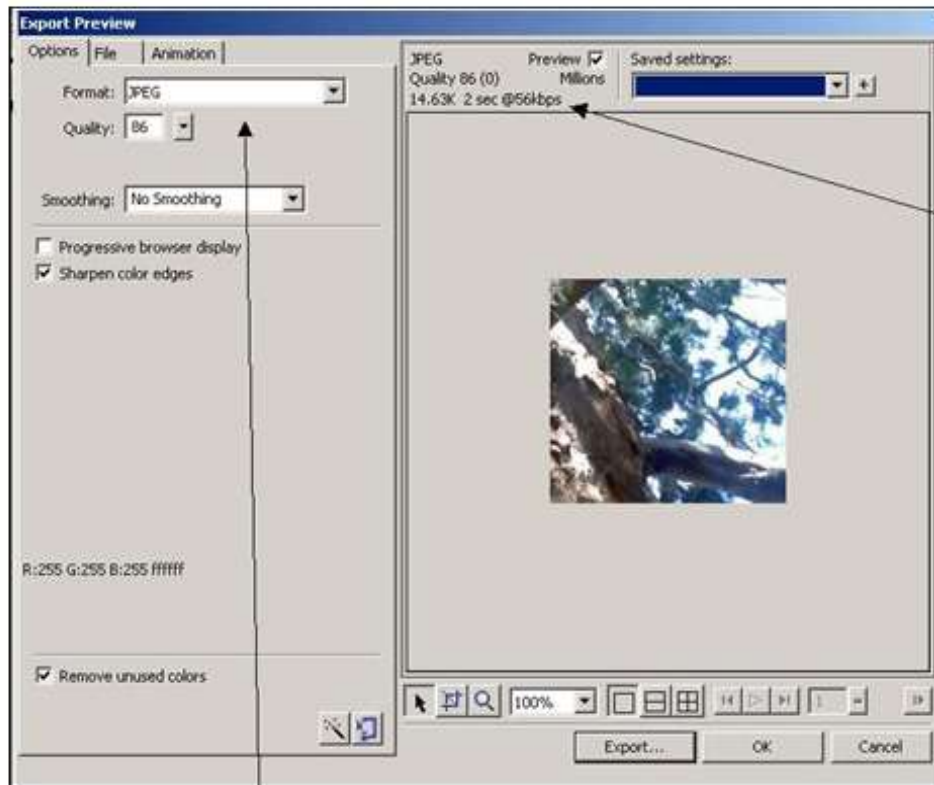 Export Preview
Options File Animation
Format: JPEG
Quality: 86
Smoothing: No Smoothing
Progressive browser display
Sharpen color edges
R:255 G:255 B:255 ffffff
Remove unused colors
JPEG Preview
Quality 86 (0) Millions
14.63K 2 sec @56kbps
Saved settings:
100%
1
Export... OK Cancel